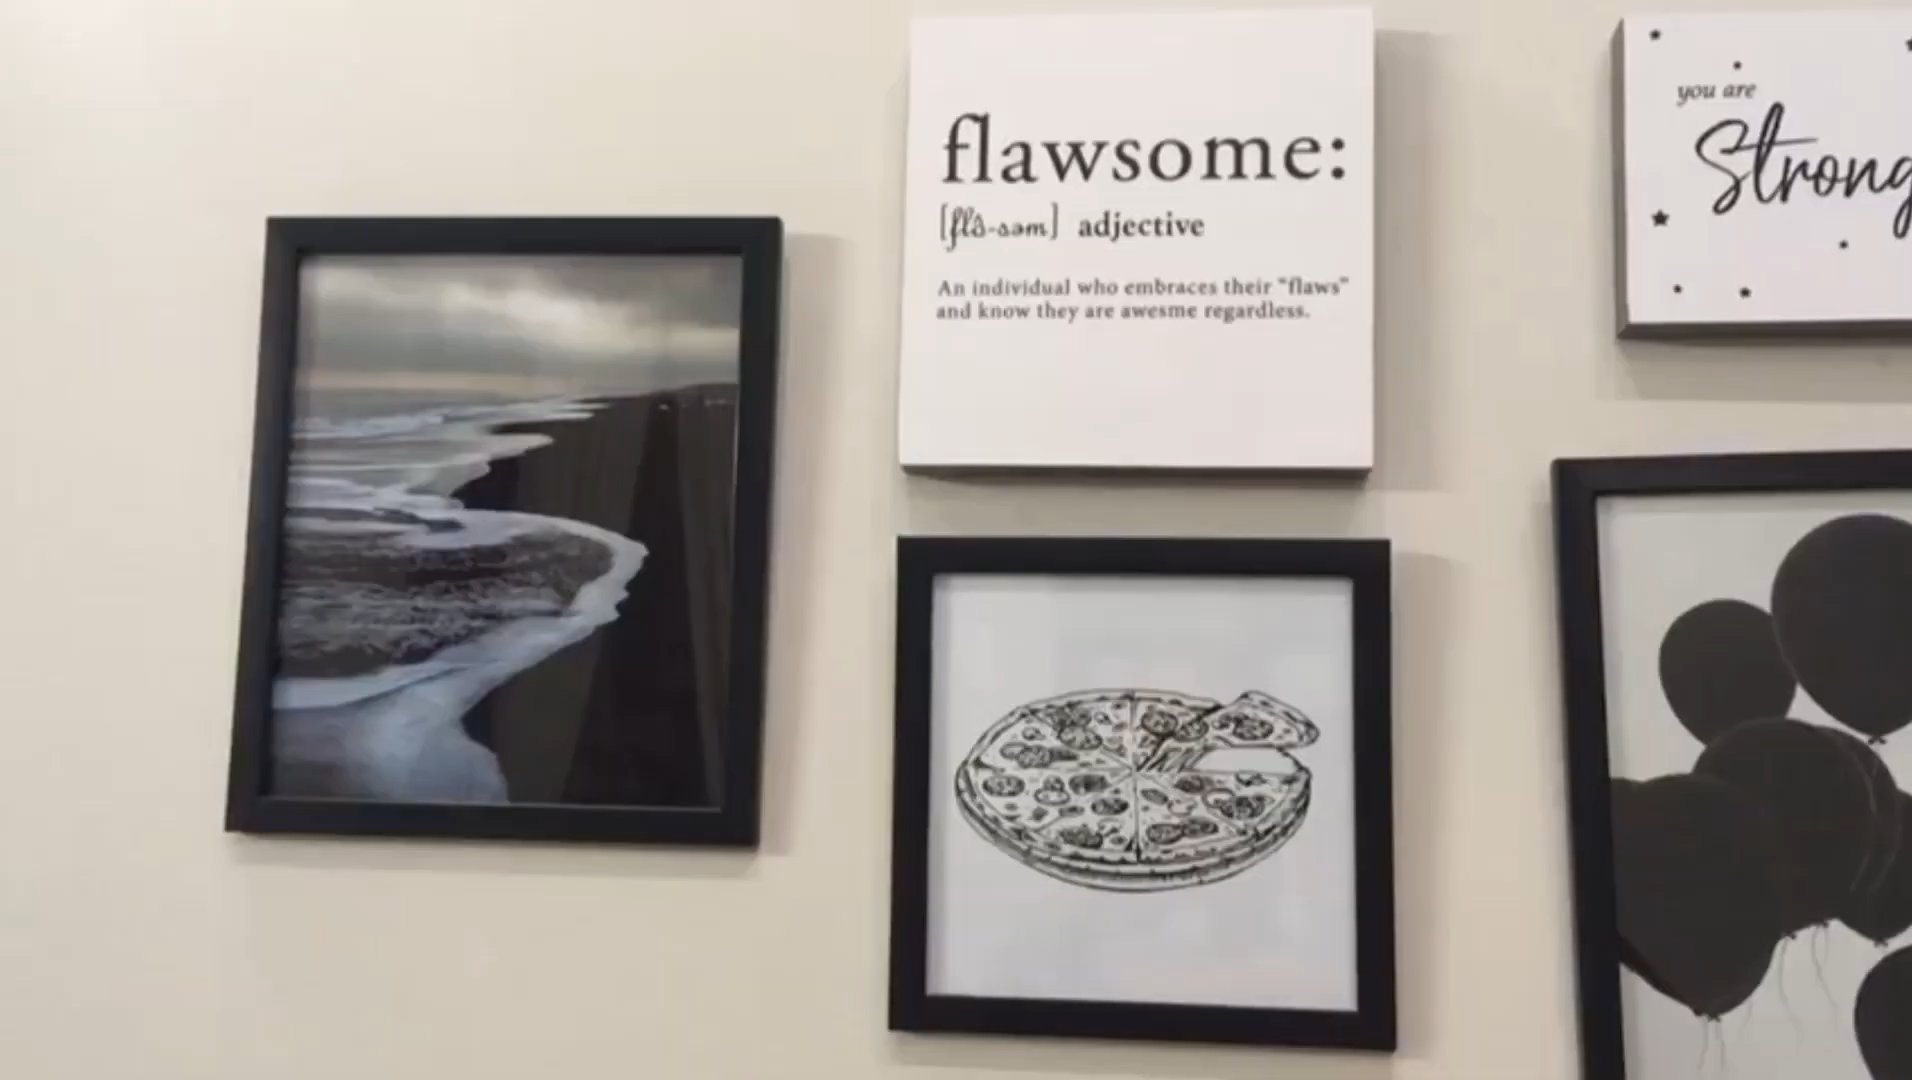 flawsome:
[flô-səm] adjective
An individual who embraces their "flaws"
and know they are awesme regardless.
you are
Strong